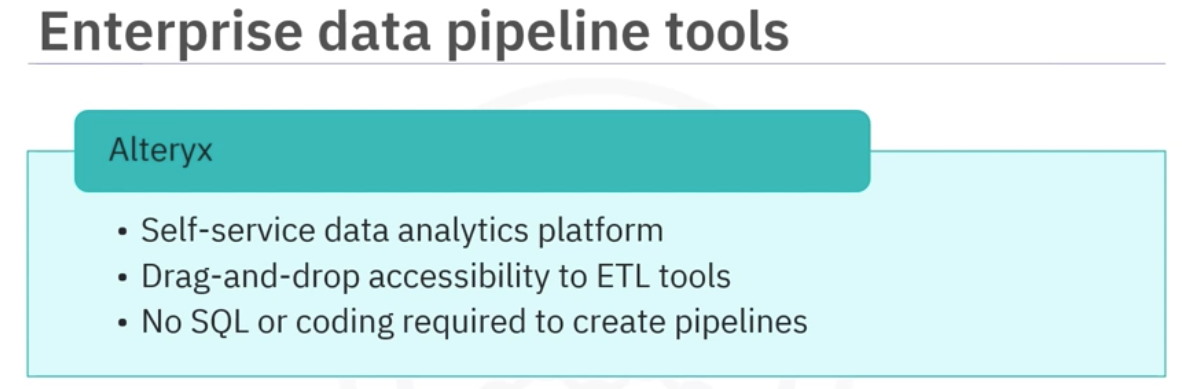 Enterprise data pipeline tools
Alteryx
• Self-service data analytics platform
• Drag-and-drop accessibility to ETL tools
• No SQL or coding required to create pipelines